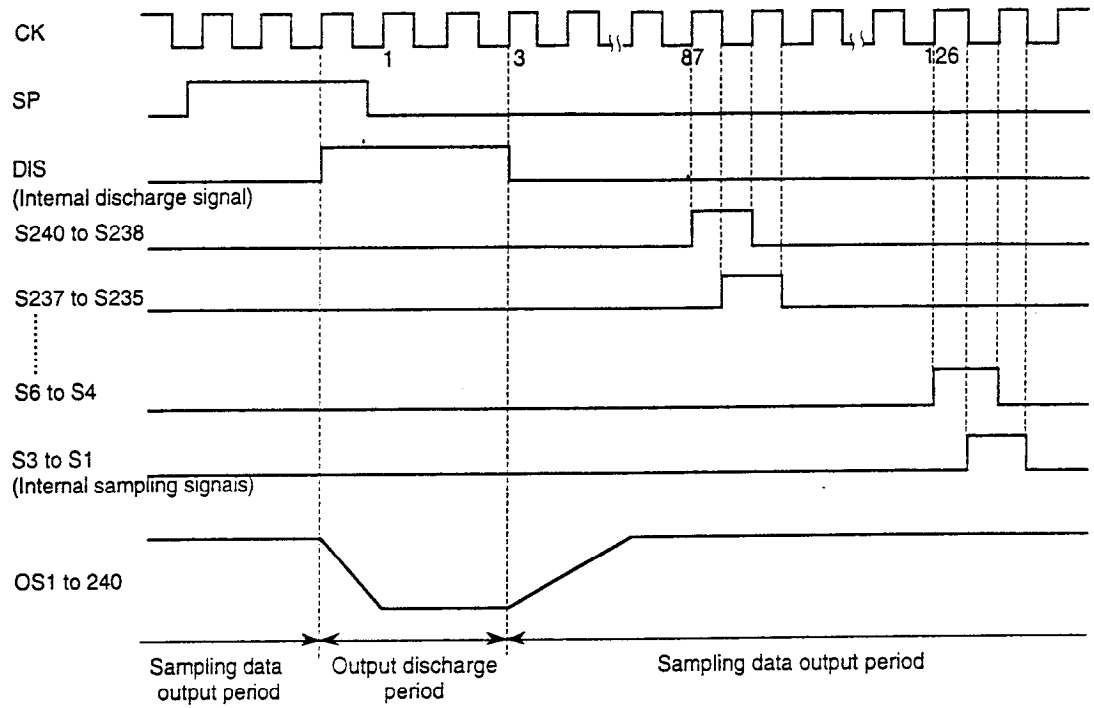 CK
1
3
87
126
SP
DIS
(Internal discharge signal)
S240 to S238
S237 to S235
S6 to S4
S3 to S1
(Internal sampling signals)
OS1 to 240
Sampling data
output period
Output discharge
period
Sampling data output period